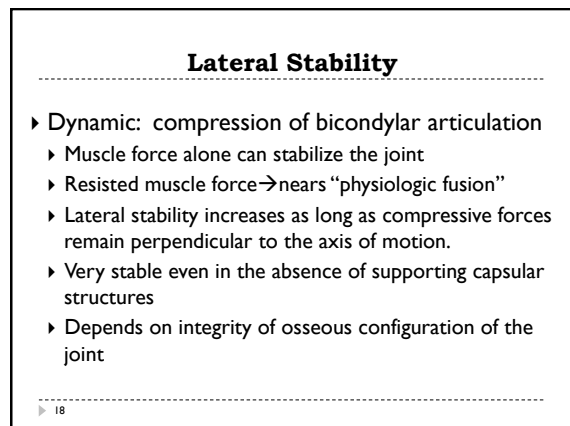 Lateral Stability
Dynamic: compression of bicondylar articulation
Muscle force alone can stabilize the joint
Resisted muscle force→nears “physiologic fusion”
Lateral stability increases as long as compressive forces
remain perpendicular to the axis of motion.
Very stable even in the absence of supporting capsular
structures
Depends on integrity of osseous configuration of the
joint
18